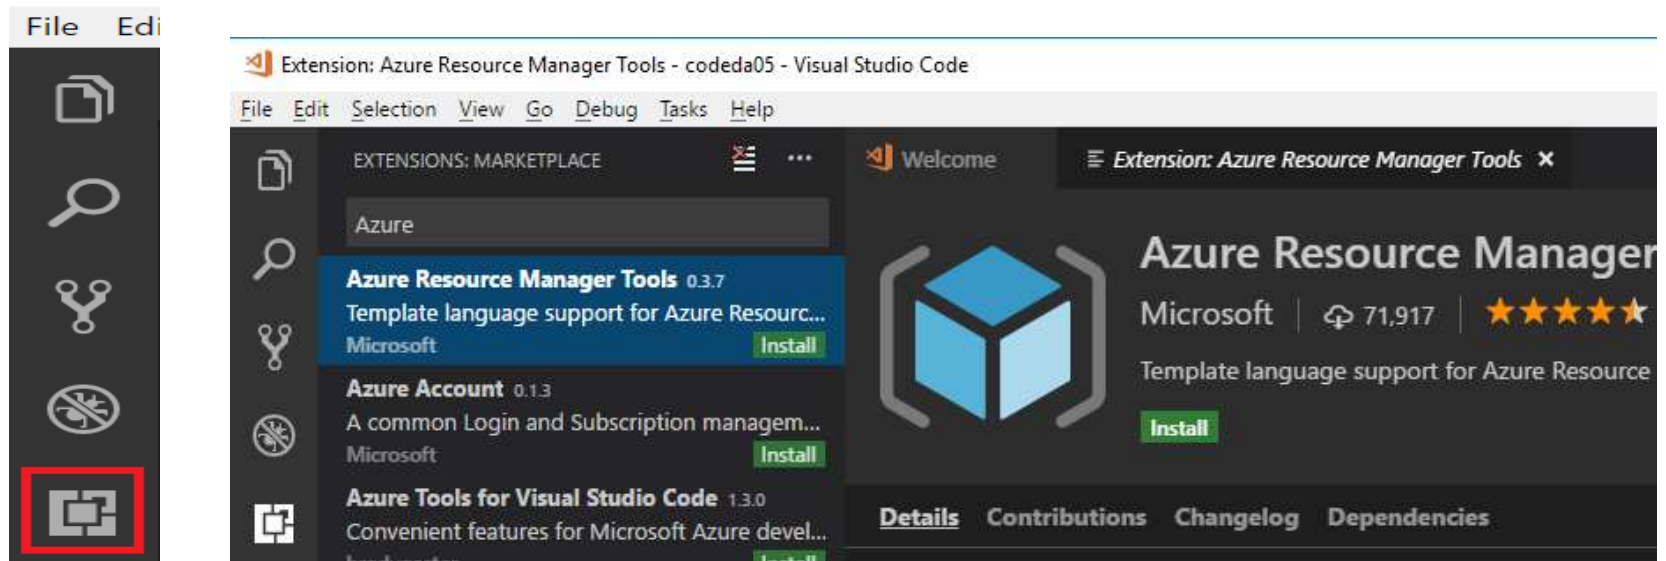 File Edi
Extension: Azure Resource Manager Tools - codeda05 - Visual Studio Code
File Edit Selection View Go Debug Tasks Help
EXTENSIONS: MARKETPLACE
Azure
Azure Resource Manager Tools 0.3.7
Template language support for Azure Resourc...
Microsoft Install
Azure Account 0.1.3
A common Login and Subscription managem...
Microsoft Install
Azure Tools for Visual Studio Code 1.3.0
Convenient features for Microsoft Azure devel...
Install
Welcome
Extension: Azure Resource Manager Tools
Azure Resource Manager
Microsoft 71,917
Template language support for Azure Resource
Install
Details Contributions Changelog Dependencies